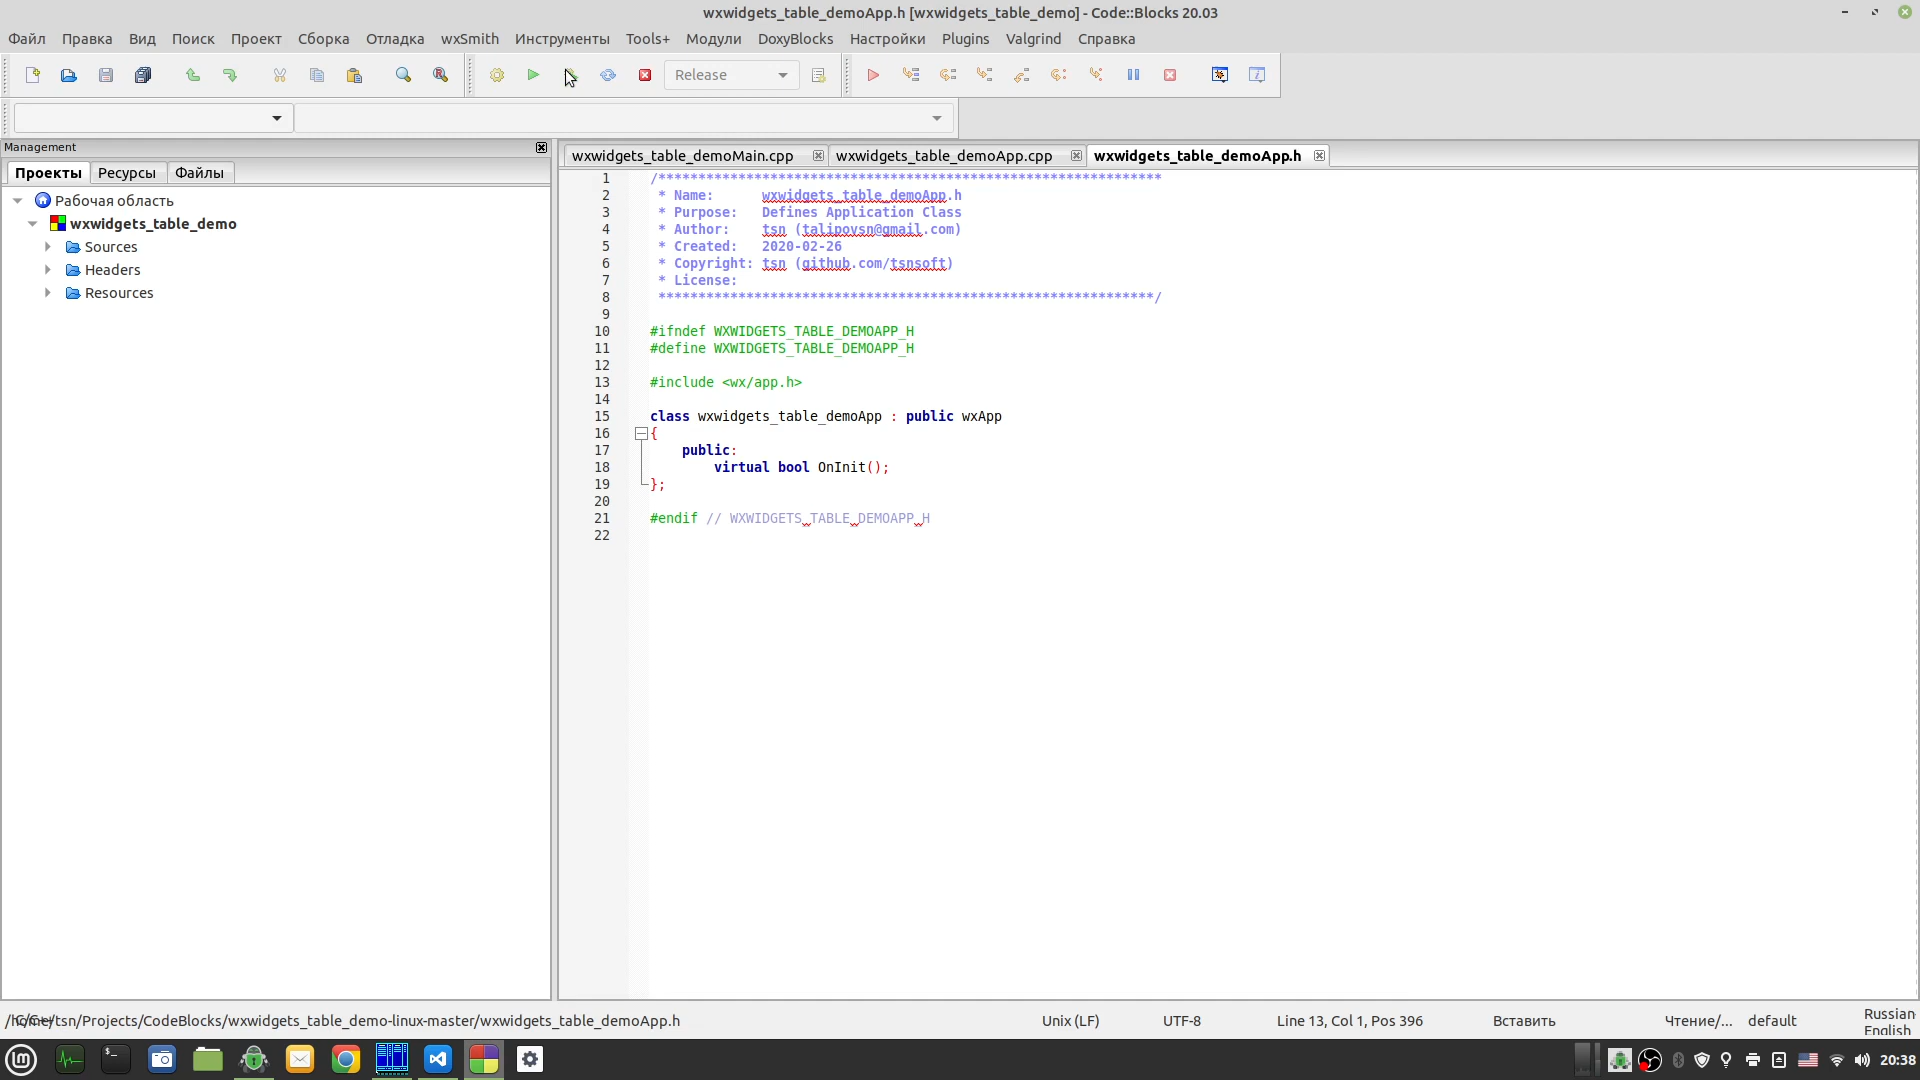 wxwidgets_table_demoApp.h [wxwidgets_table_demo] - Code::Blocks 20.03
Файл Правка Вид Поиск Проект Сборка Отладка wxSmith Инструменты Tools+ Модули DoxyBlocks Настройки Plugins Valgrind Справка
Release
Management
Проекты Ресурсы Файлы
Рабочая область
wxwidgets_table_demo
Sources
Headers
Resources
wxwidgets_table_demoMain.cpp wxwidgets_table_demoApp.cpp wxwidgets_table_demoApp.h
1 /***************************************************************
2 * Name: wxwidgets_table_demoApp.h
3 * Purpose: Defines Application Class
4 * Author: tsn (talipovsn@gmail.com)
5 * Created: 2020-02-26
6 * Copyright: tsn (github.com/tsnsoft)
7 * License:
8 **************************************************************/
9
10 #ifndef WXWIDGETS_TABLE_DEMOAPP_H
11 #define WXWIDGETS_TABLE_DEMOAPP_H
12
13 #include <wx/app.h>
14
15 class wxwidgets_table_demoApp : public wxApp
16 {
17 public:
18 virtual bool OnInit();
19 };
20
21 #endif // WXWIDGETS_TABLE_DEMOAPP_H
22
/home/tsn/Projects/CodeBlocks/wxwidgets_table_demo-linux-master/wxwidgets_table_demoApp.h Unix (LF) UTF-8 Line 13, Col 1, Pos 396 Вставить Чтение/... default Russian
English
20:38